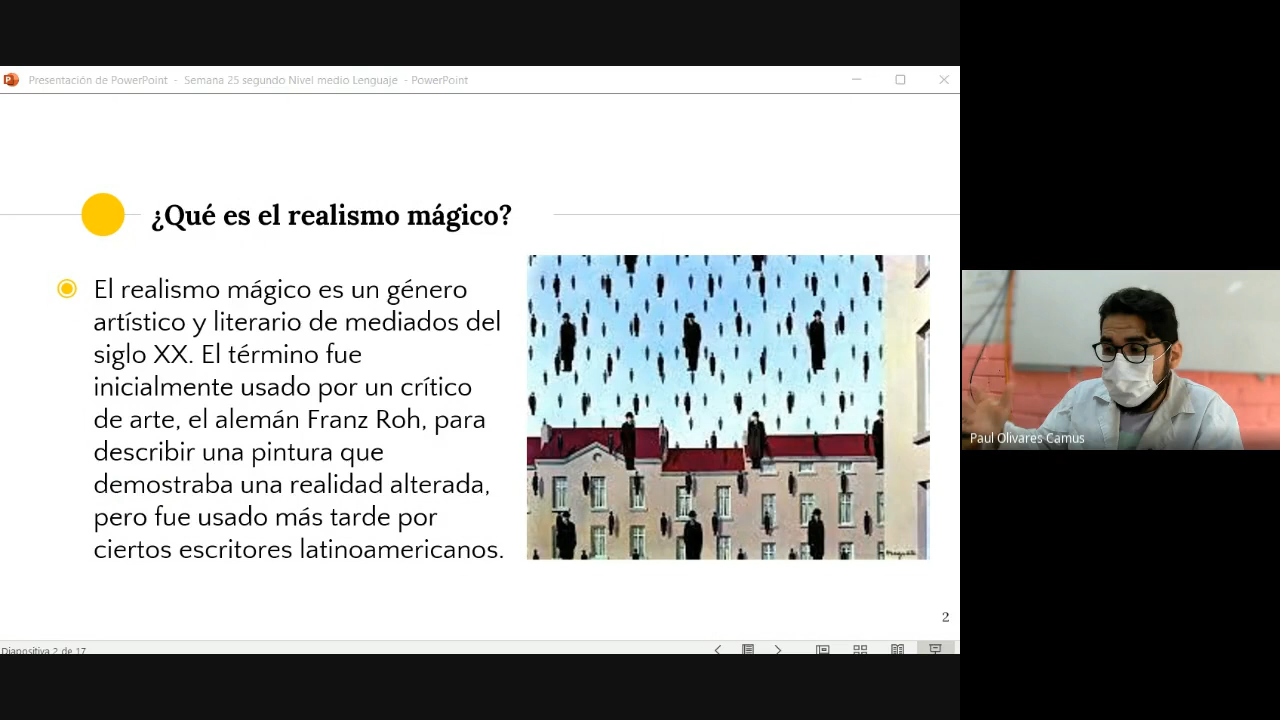 Presentación de PowerPoint - Semana 25 segundo Nivel medio Lenguaje - PowerPoint
¿Qué es el realismo mágico?
El realismo mágico es un género
artístico y literario de mediados del
siglo XX. El término fue
inicialmente usado por un crítico
de arte, el alemán Franz Roh, para
describir una pintura que
demostraba una realidad alterada,
pero fue usado más tarde por
ciertos escritores latinoamericanos.
magritte
2
Diapositiva 2 de 17
Paul Olivares Camus